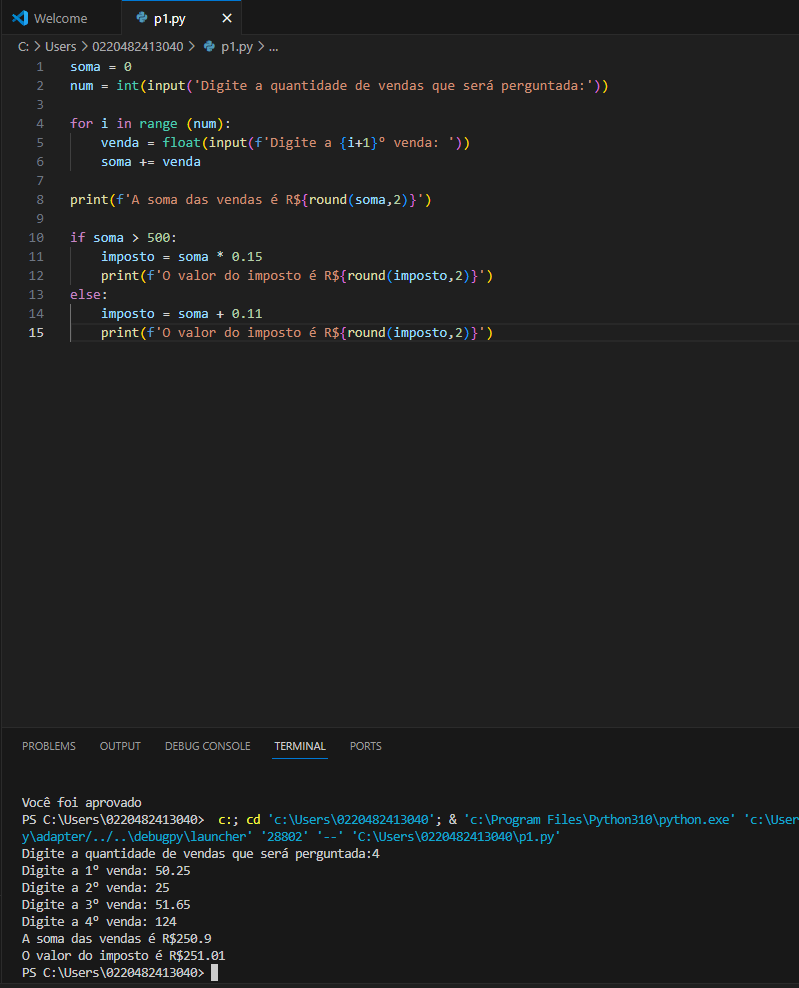 Welcome p1.py ×
C: > Users > 0220482413040 > p1.py > ...
1 soma = 0
2 num = int(input('Digite a quantidade de vendas que será perguntada:'))
3
4 for i in range (num):
5     venda = float(input(f'Digite a {i+1}º venda: '))
6     soma += venda
7
8 print(f'A soma das vendas é R${round(soma,2)}')
9
10 if soma > 500:
11     imposto = soma * 0.15
12     print(f'O valor do imposto é R${round(imposto,2)}')
13 else:
14     imposto = soma + 0.11
15     print(f'O valor do imposto é R${round(imposto,2)}')
PROBLEMS OUTPUT DEBUG CONSOLE TERMINAL PORTS
Você foi aprovado
PS C:\Users\0220482413040>  c:; cd 'c:\Users\0220482413040'; & 'c:\Program Files\Python310\python.exe' 'c:\User
y\adapter/../..\debugpy\launcher' '28802' '--' 'C:\Users\0220482413040\p1.py'
Digite a quantidade de vendas que será perguntada:4
Digite a 1º venda: 50.25
Digite a 2º venda: 25
Digite a 3º venda: 51.65
Digite a 4º venda: 124
A soma das vendas é R$250.9
O valor do imposto é R$251.01
PS C:\Users\0220482413040>